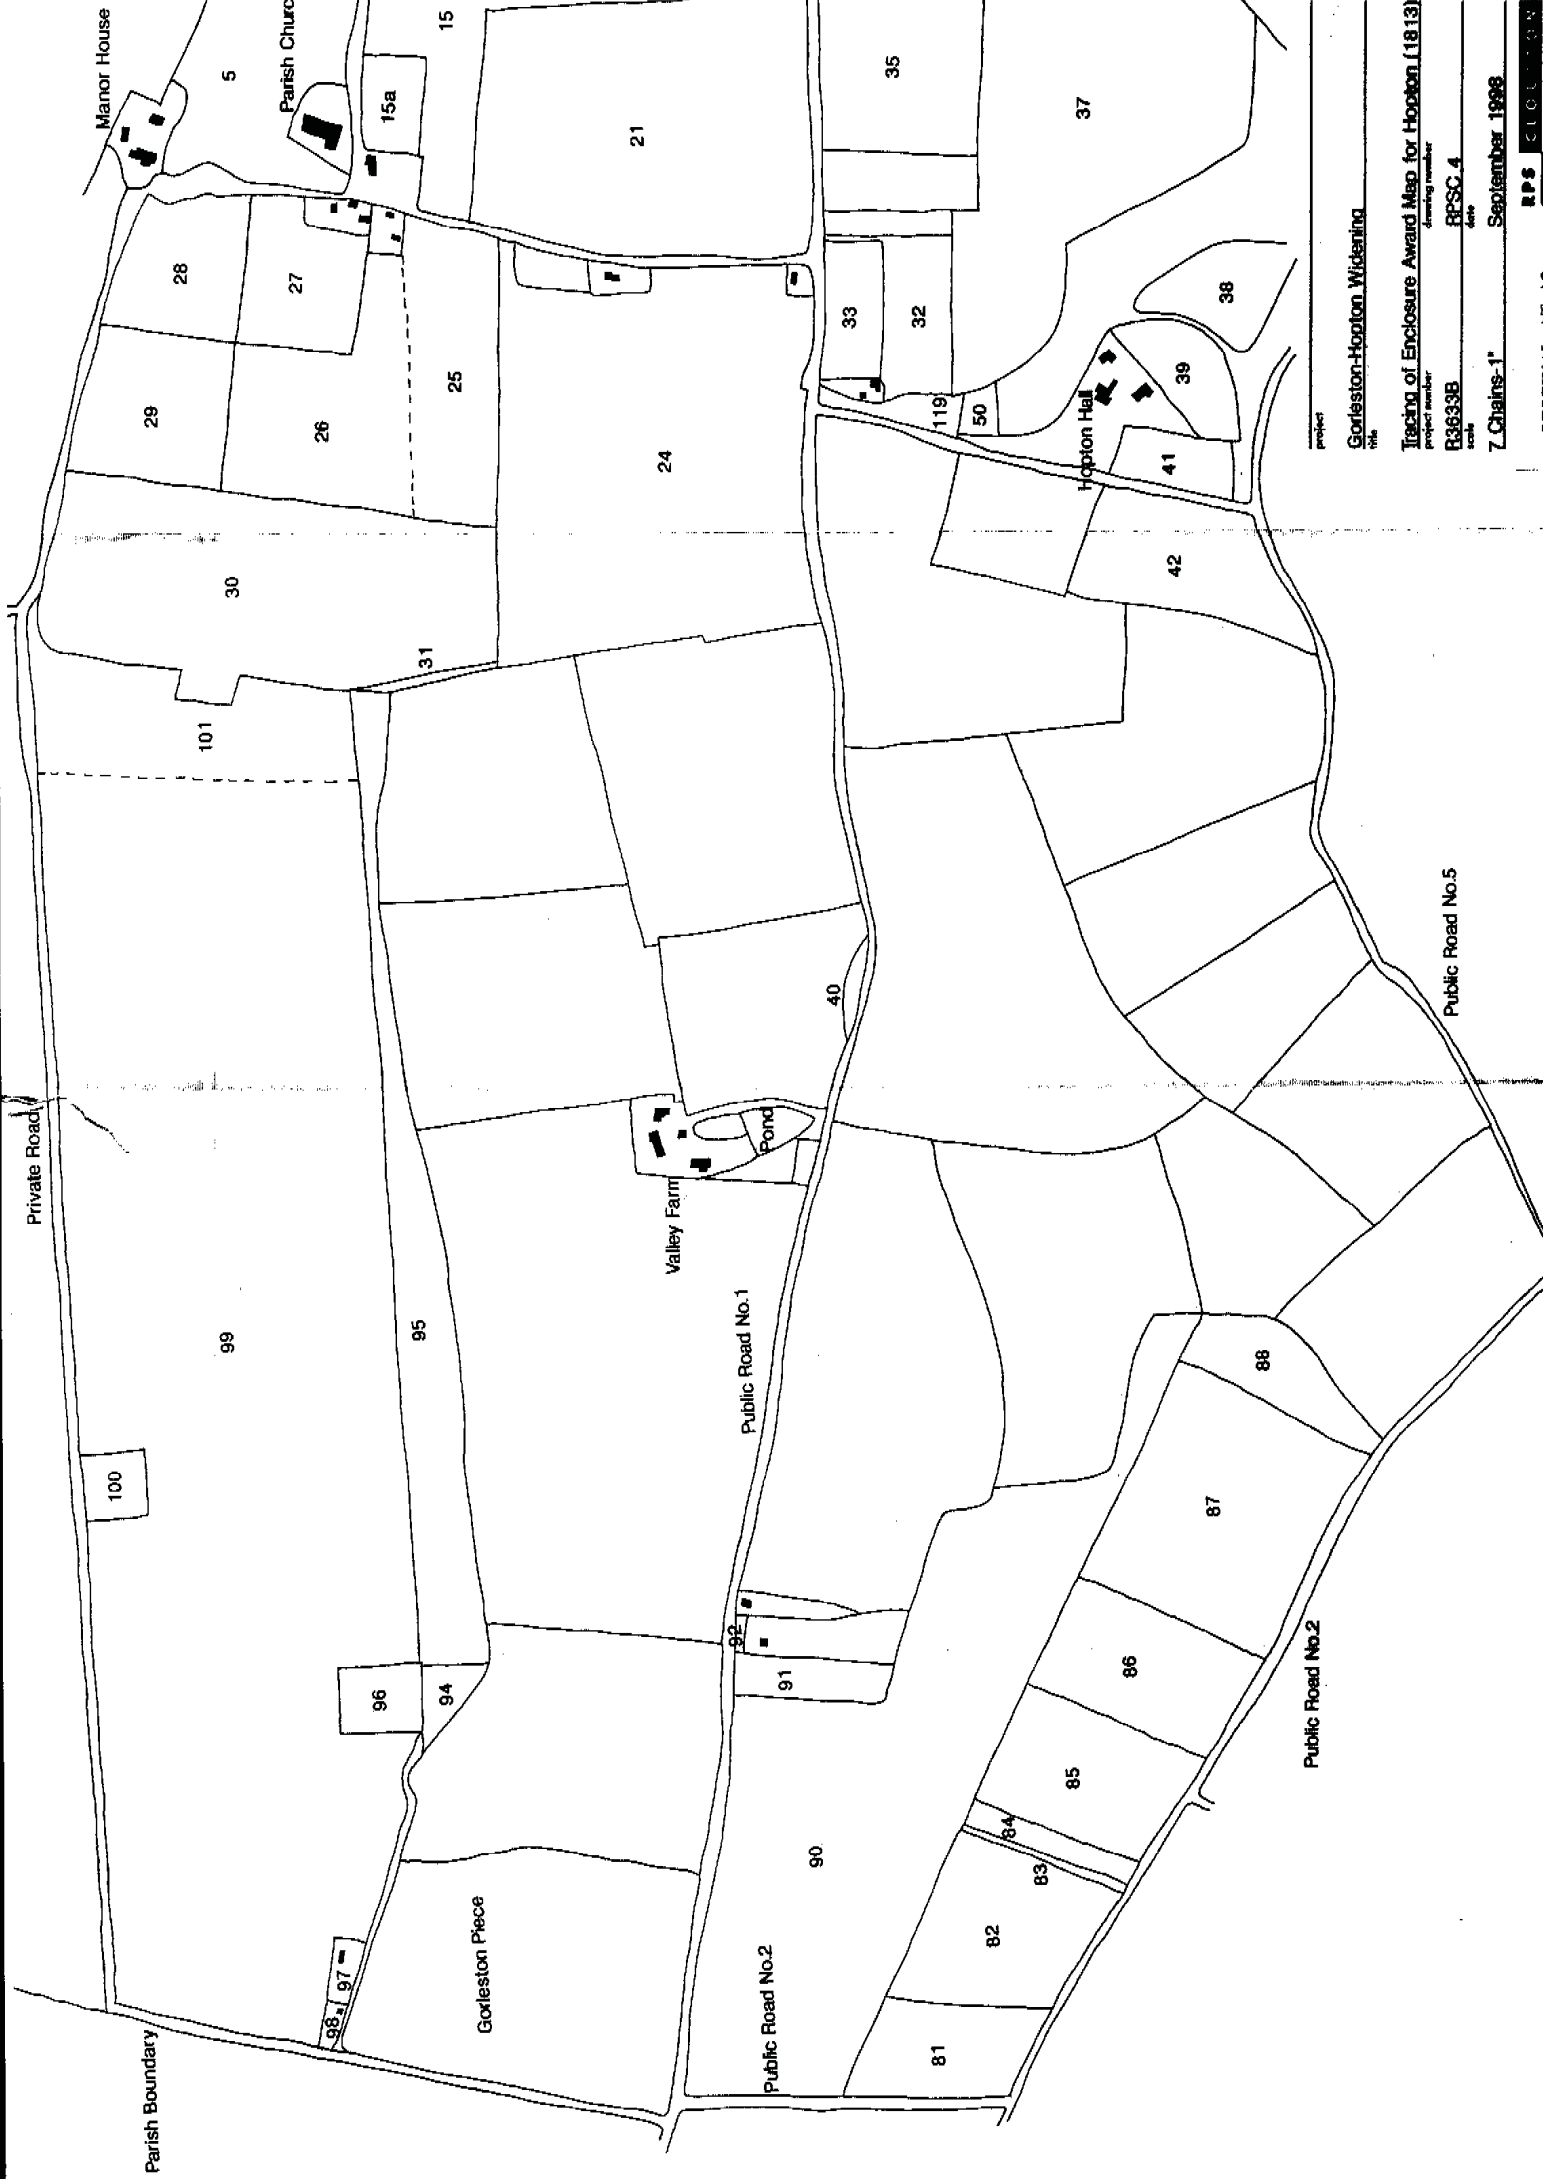 Manor House
5
Parish Churc
15
15a
21
35
37
28
27
29
26
25
24
33
32
119
50
38
39
Hopton Hall
41
42
30
31
101
Private Road
40
Pond
Valley Farm
Public Road No.1
Public Road No.5
99
95
100
88
87
86
85
84
83
82
81
96
94
92
91
90
Public Road No.2
Public Road No.2
97
98
Gorleston Piece
Parish Boundary
project
Gorleston-Hopton Widening
title
Tracing of Enclosure Award Map for Hopton (1813)
project number
drawing number
R3633B
RPSC.4
scale
date
7 Chains-1"
September 1998
RPS